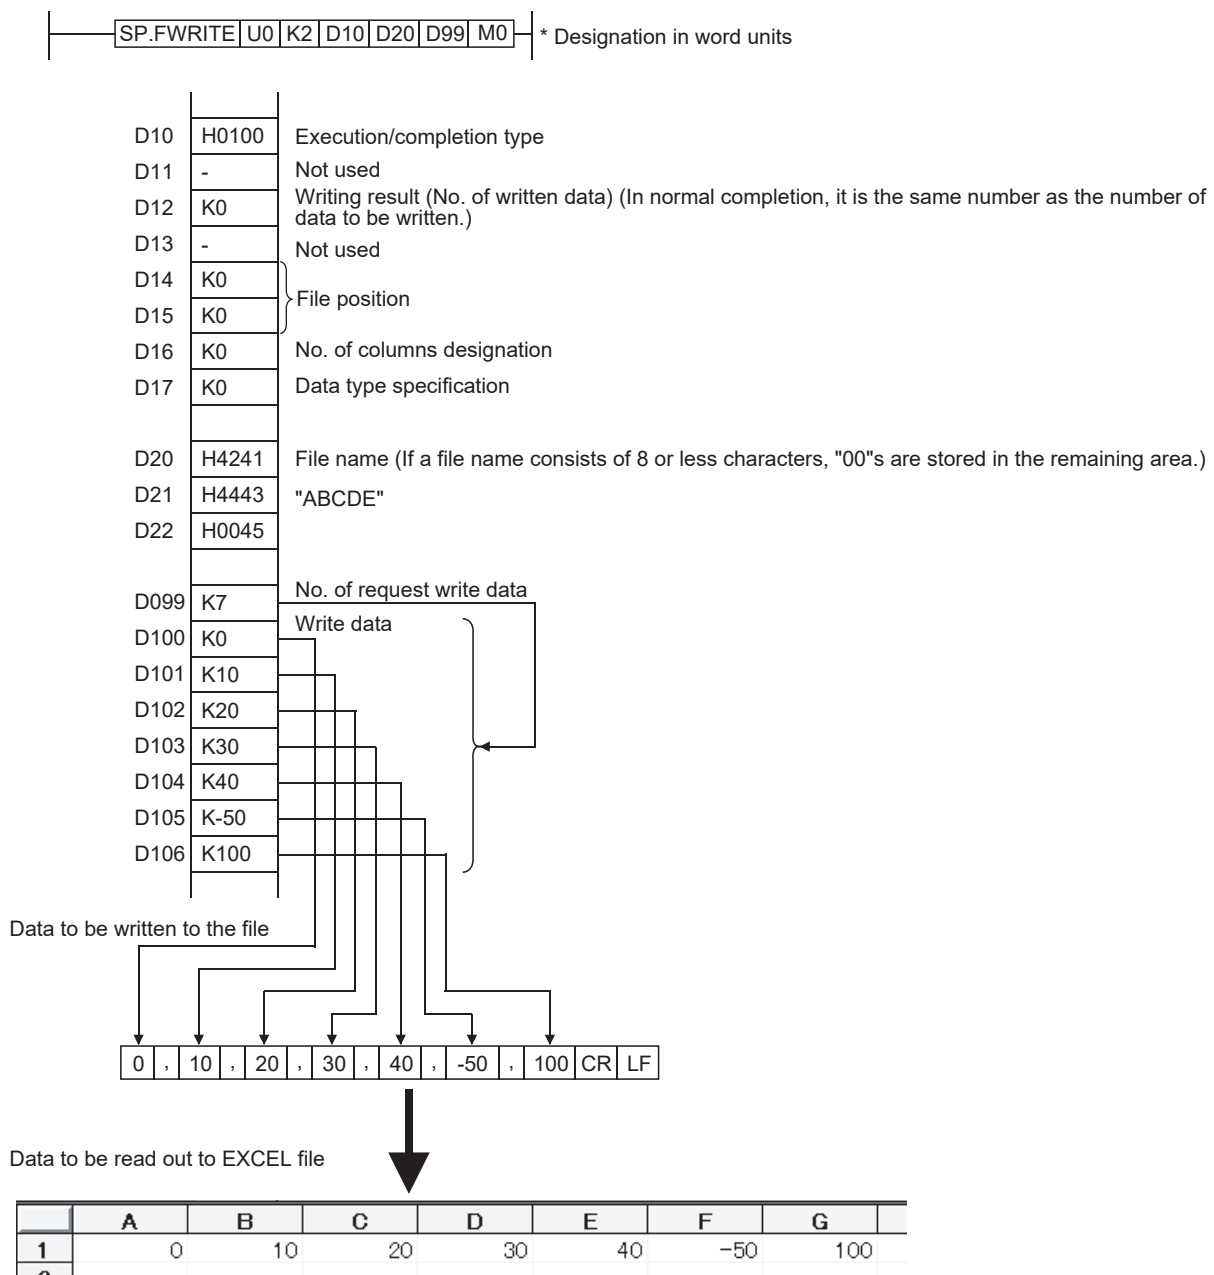 SP.FWRITE U0 K2 D10 D20 D99 M0 * Designation in word units
D10 H0100 Execution/completion type
D11 - Not used
D12 K0 Writing result (No. of written data) (In normal completion, it is the same number as the number of
data to be written.)
D13 - Not used
D14 K0
File position
D15 K0
D16 K0 No. of columns designation
D17 K0 Data type specification
D20 H4241 File name (If a file name consists of 8 or less characters, "00"s are stored in the remaining area.)
D21 H4443 "ABCDE"
D22 H0045
D099 K7 No. of request write data
D100 K0 Write data
D101 K10
D102 K20
D103 K30
D104 K40
D105 K-50
D106 K100
Data to be written to the file
0 , 10 , 20 , 30 , 40 , -50 , 100 CR LF
Data to be read out to EXCEL file
A B C D E F G
1 0 10 20 30 40 -50 100